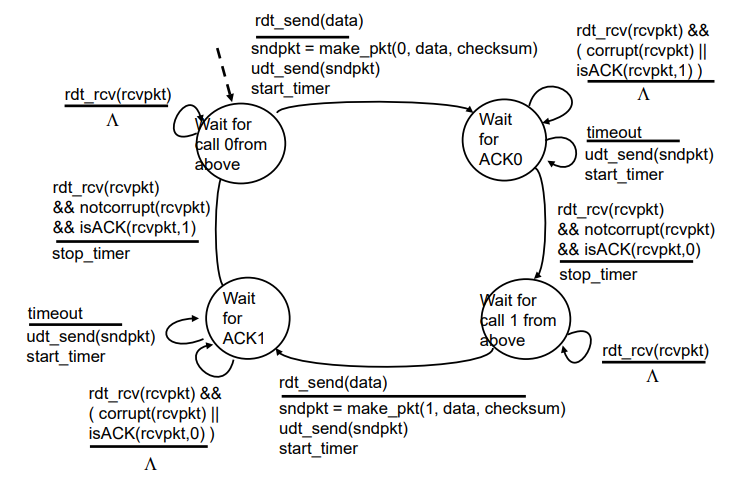 rdt_send(data)
sndpkt = make_pkt(0, data, checksum)
udt_send(sndpkt)
start_timer
rdt_rcv(rcvpkt) &&
( corrupt(rcvpkt) ||
isACK(rcvpkt,1) )
Λ
rdt_rcv(rcvpkt)
Λ
Wait for
call 0from
above
Wait
for
ACK0
timeout
udt_send(sndpkt)
start_timer
rdt_rcv(rcvpkt)
&& notcorrupt(rcvpkt)
&& isACK(rcvpkt,1)
stop_timer
rdt_rcv(rcvpkt)
&& notcorrupt(rcvpkt)
&& isACK(rcvpkt,0)
stop_timer
timeout
udt_send(sndpkt)
start_timer
Wait
for
ACK1
Wait for
call 1 from
above
rdt_rcv(rcvpkt)
Λ
rdt_rcv(rcvpkt) &&
( corrupt(rcvpkt) ||
isACK(rcvpkt,0) )
Λ
rdt_send(data)
sndpkt = make_pkt(1, data, checksum)
udt_send(sndpkt)
start_timer